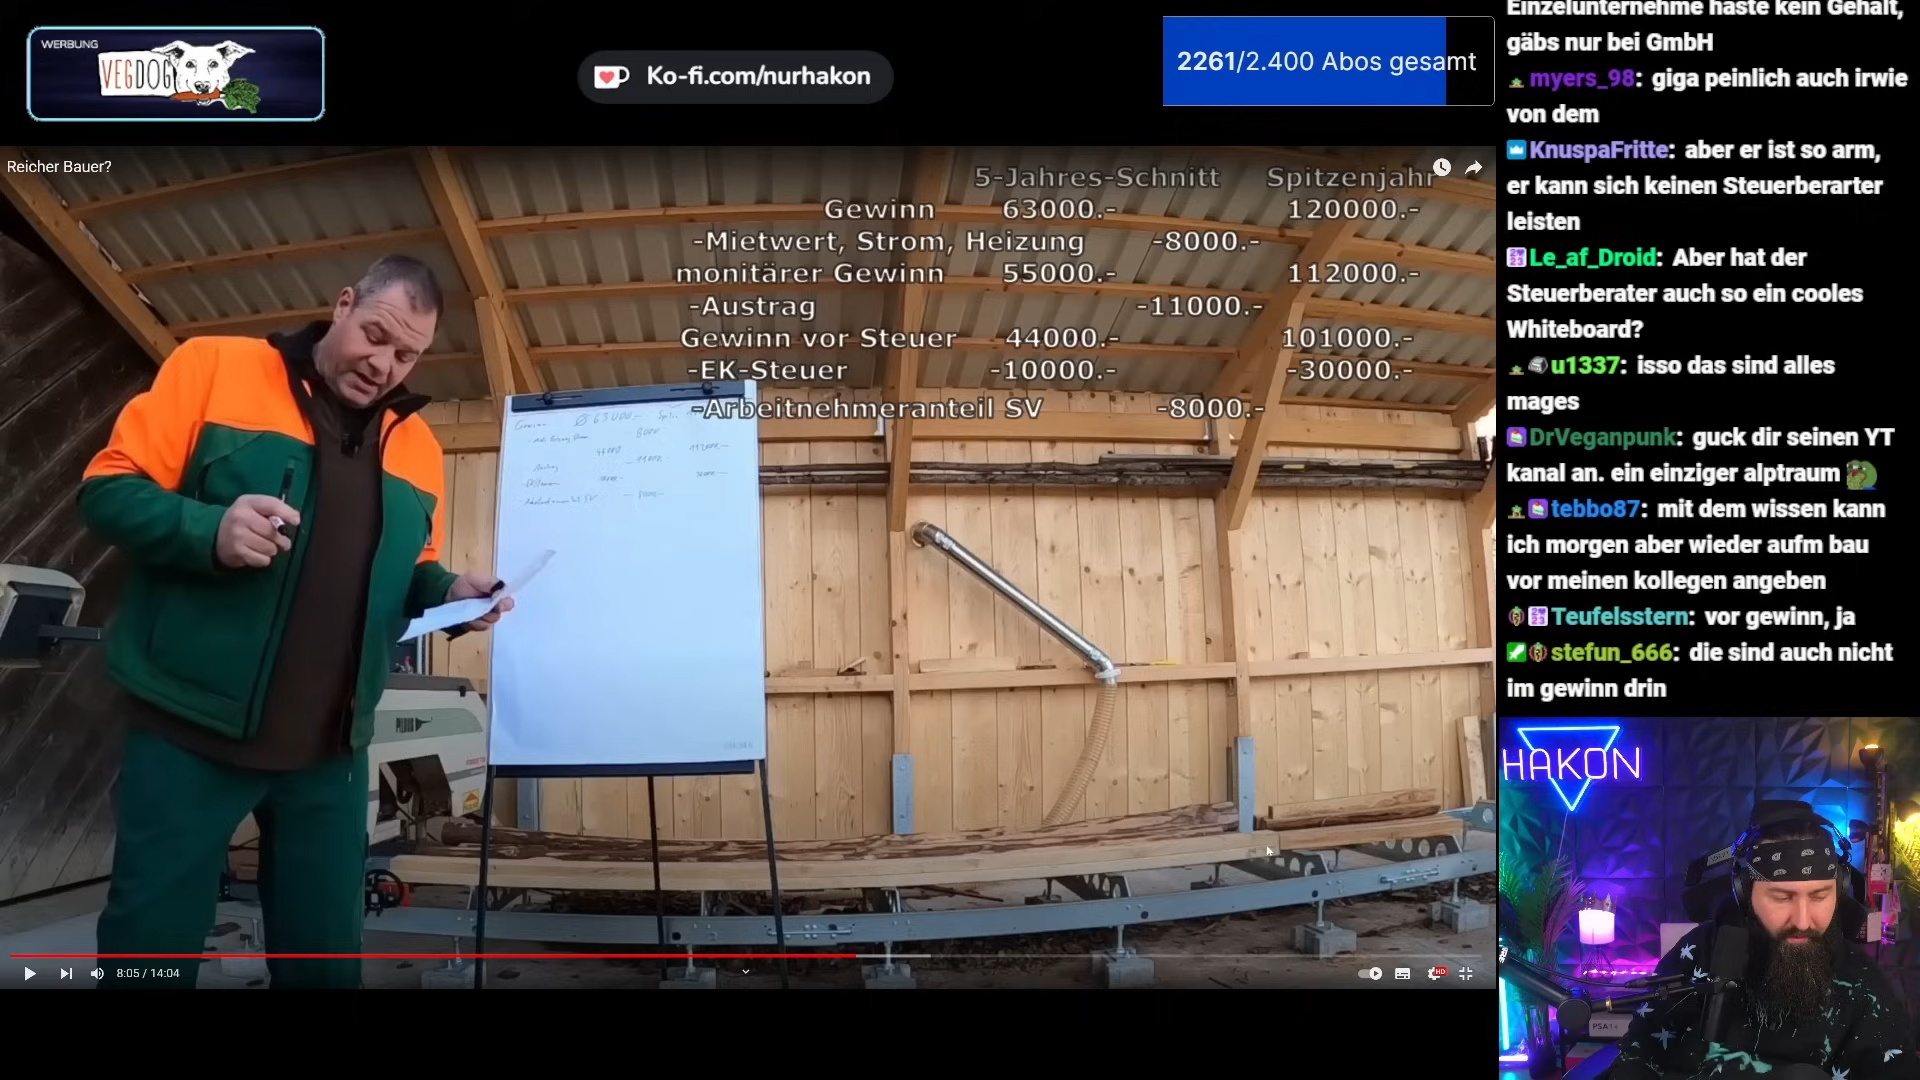 WERBUNG
VEGDOG
Ko-fi.com/nurhakon
2261/2.400 Abos gesamt
Reicher Bauer?
5-Jahres-Schnitt Spitzenjahr
Gewinn 63000.- 120000.-
-Mietwert, Strom, Heizung -8000.-
monitärer Gewinn 55000.- 112000.-
-Austrag -11000.-
Gewinn vor Steuer 44000.- 101000.-
-EK-Steuer -10000.- -30000.-
-Arbeitnehmeranteil SV -8000.-
8:05 / 14:04
HD
Einzelunternehme haste kein Gehalt,
gäbs nur bei GmbH
myers_98: giga peinlich auch irwie
von dem
KnuspaFritte: aber er ist so arm,
er kann sich keinen Steuerberarter
leisten
Le_af_Droid: Aber hat der
Steuerberater auch so ein cooles
Whiteboard?
u1337: isso das sind alles
mages
DrVeganpunk: guck dir seinen YT
kanal an. ein einziger alptraum
tebbo87: mit dem wissen kann
ich morgen aber wieder aufm bau
vor meinen kollegen angeben
Teufelsstern: vor gewinn, ja
stefun_666: die sind auch nicht
im gewinn drin
HAKON